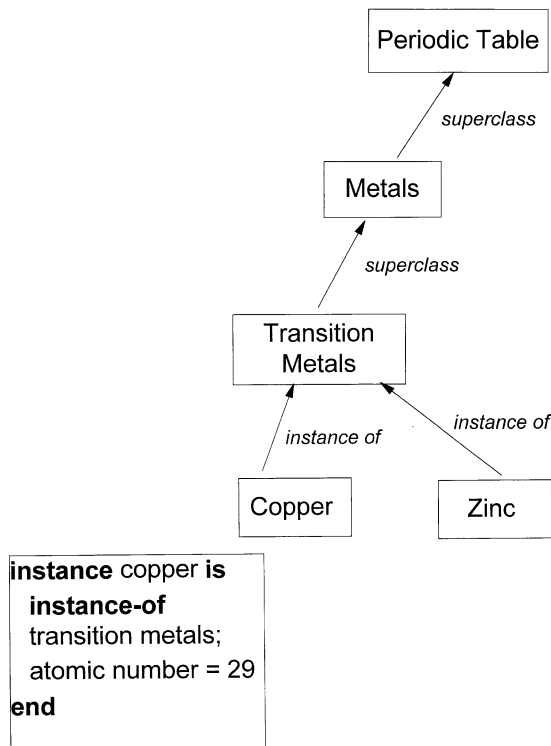 Periodic Table
superclass
Metals
superclass
Transition
Metals
instance of
instance of
Copper
Zinc
instance copper is
instance-of
transition metals;
atomic number = 29
end